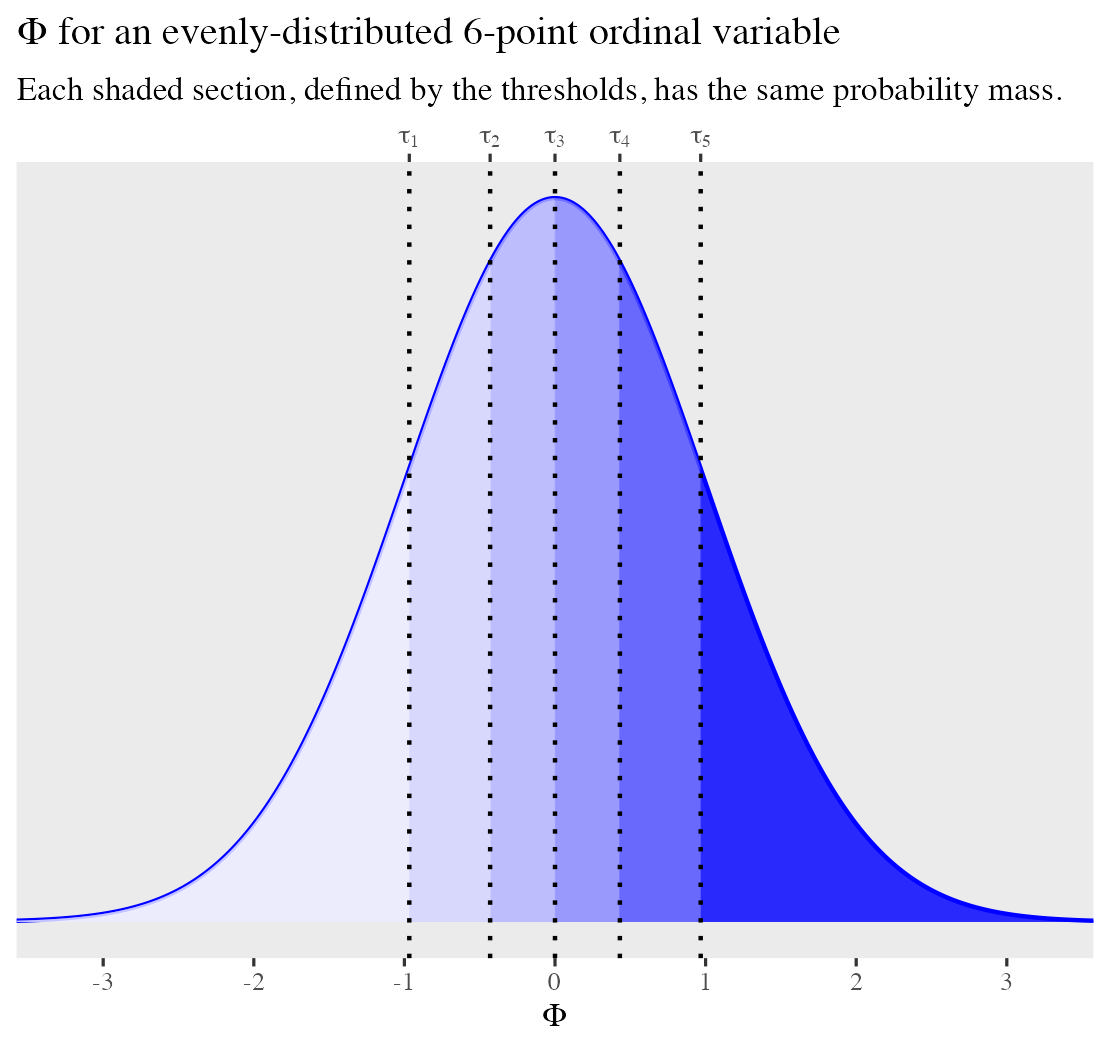 Φ for an evenly-distributed 6-point ordinal variable
Each shaded section, defined by the thresholds, has the same probability mass.
τ₁ τ₂ τ₃ τ₄ τ₅
-3 -2 -1 0 1 2 3
Φ